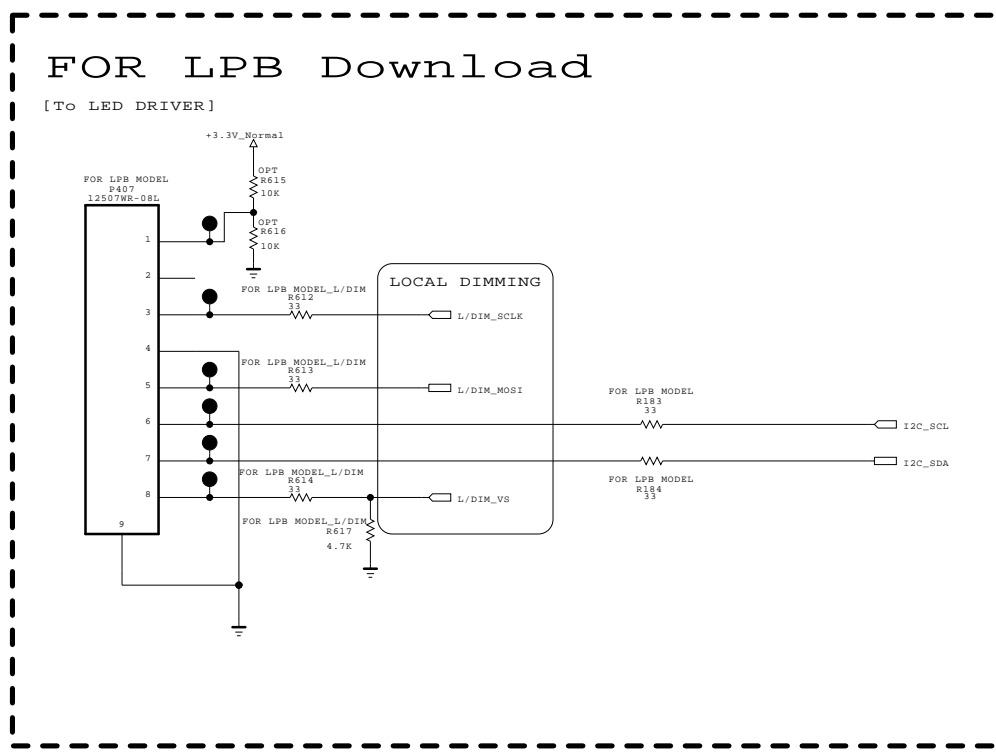 FOR LPB Download
[To LED DRIVER]
+3.3V_Normal
OPT
R615
10K
FOR LPB MODEL
P407
12507WR-08L
OPT
R616
10K
1
2
3
4
5
6
7
8
9
LOCAL DIMMING
FOR LPB MODEL_L/DIM
R612
33
L/DIM_SCLK
FOR LPB MODEL_L/DIM
R613
33
L/DIM_MOSI
FOR LPB MODEL
R183
33
I2C_SCL
I2C_SDA
FOR LPB MODEL
R184
33
FOR LPB MODEL_L/DIM
R614
33
L/DIM_VS
FOR LPB MODEL_L/DIM
R617
4.7K